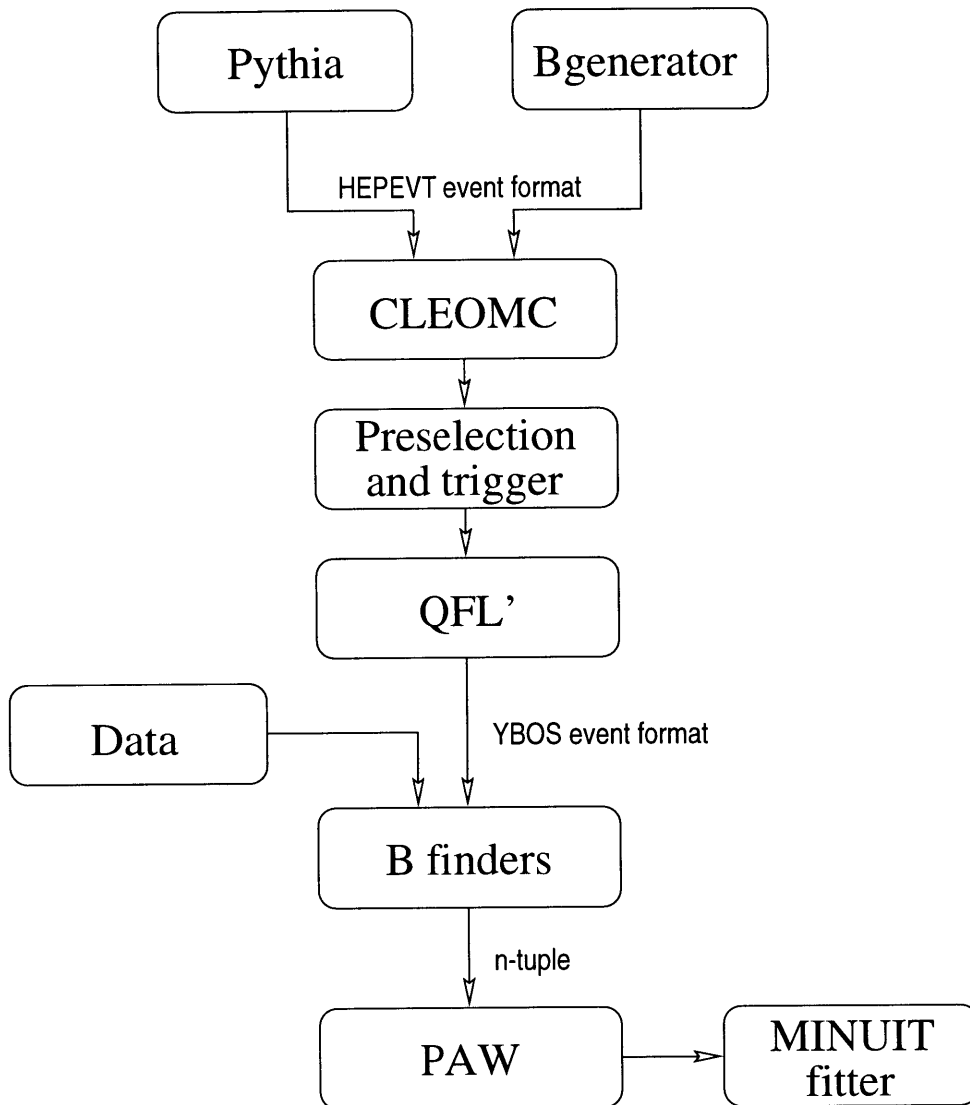 Pythia
Bgenerator
HEPEVT event format
CLEOMC
Preselection
and trigger
QFL’
Data
YBOS event format
B finders
n-tuple
PAW
MINUIT
fitter